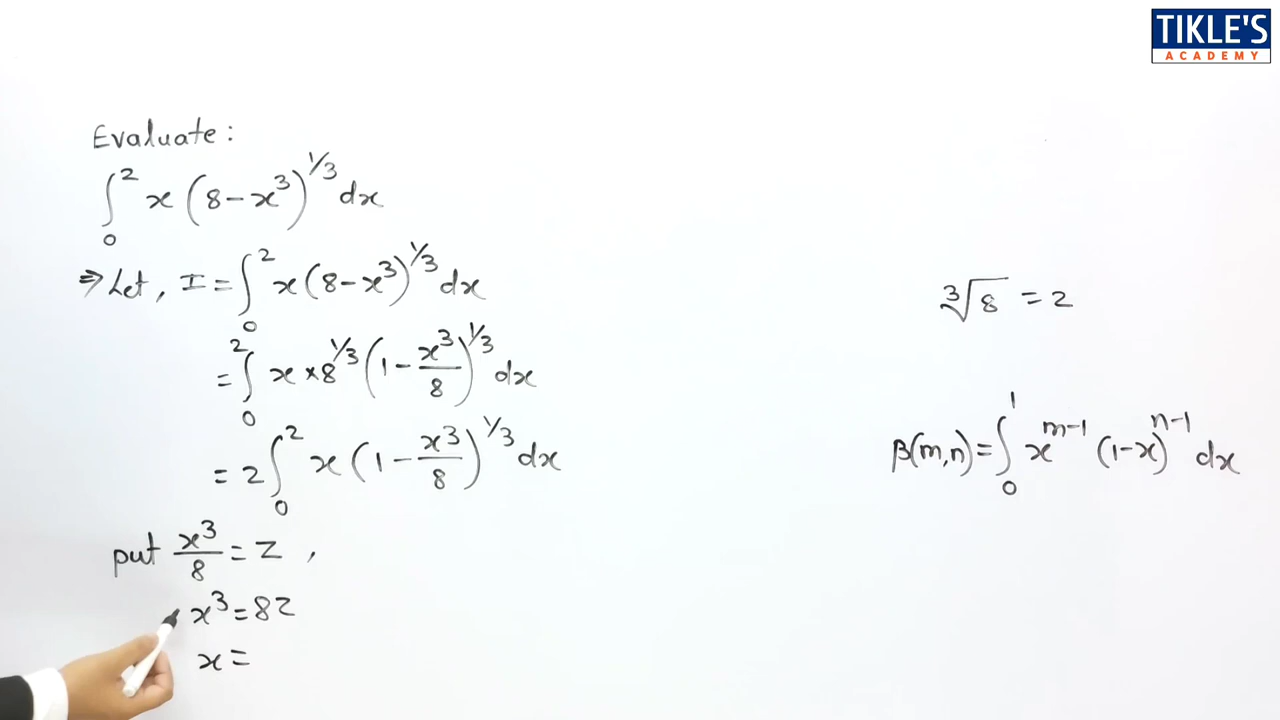 TIKLE'S
ACADEMY
Evaluate:
∫₀² x (8-x³)^1/3 dx
⇒ Let, I = ∫₀² x (8-x³)^1/3 dx
= ∫₀² x × 8^1/3 (1 - x³/8)^1/3 dx
= 2 ∫₀² x (1 - x³/8)^1/3 dx
put x³/8 = z ,
x³ = 8z
x =
∛8 = 2
β(m,n) = ∫₀¹ x^m-1 (1-x)^n-1 dx